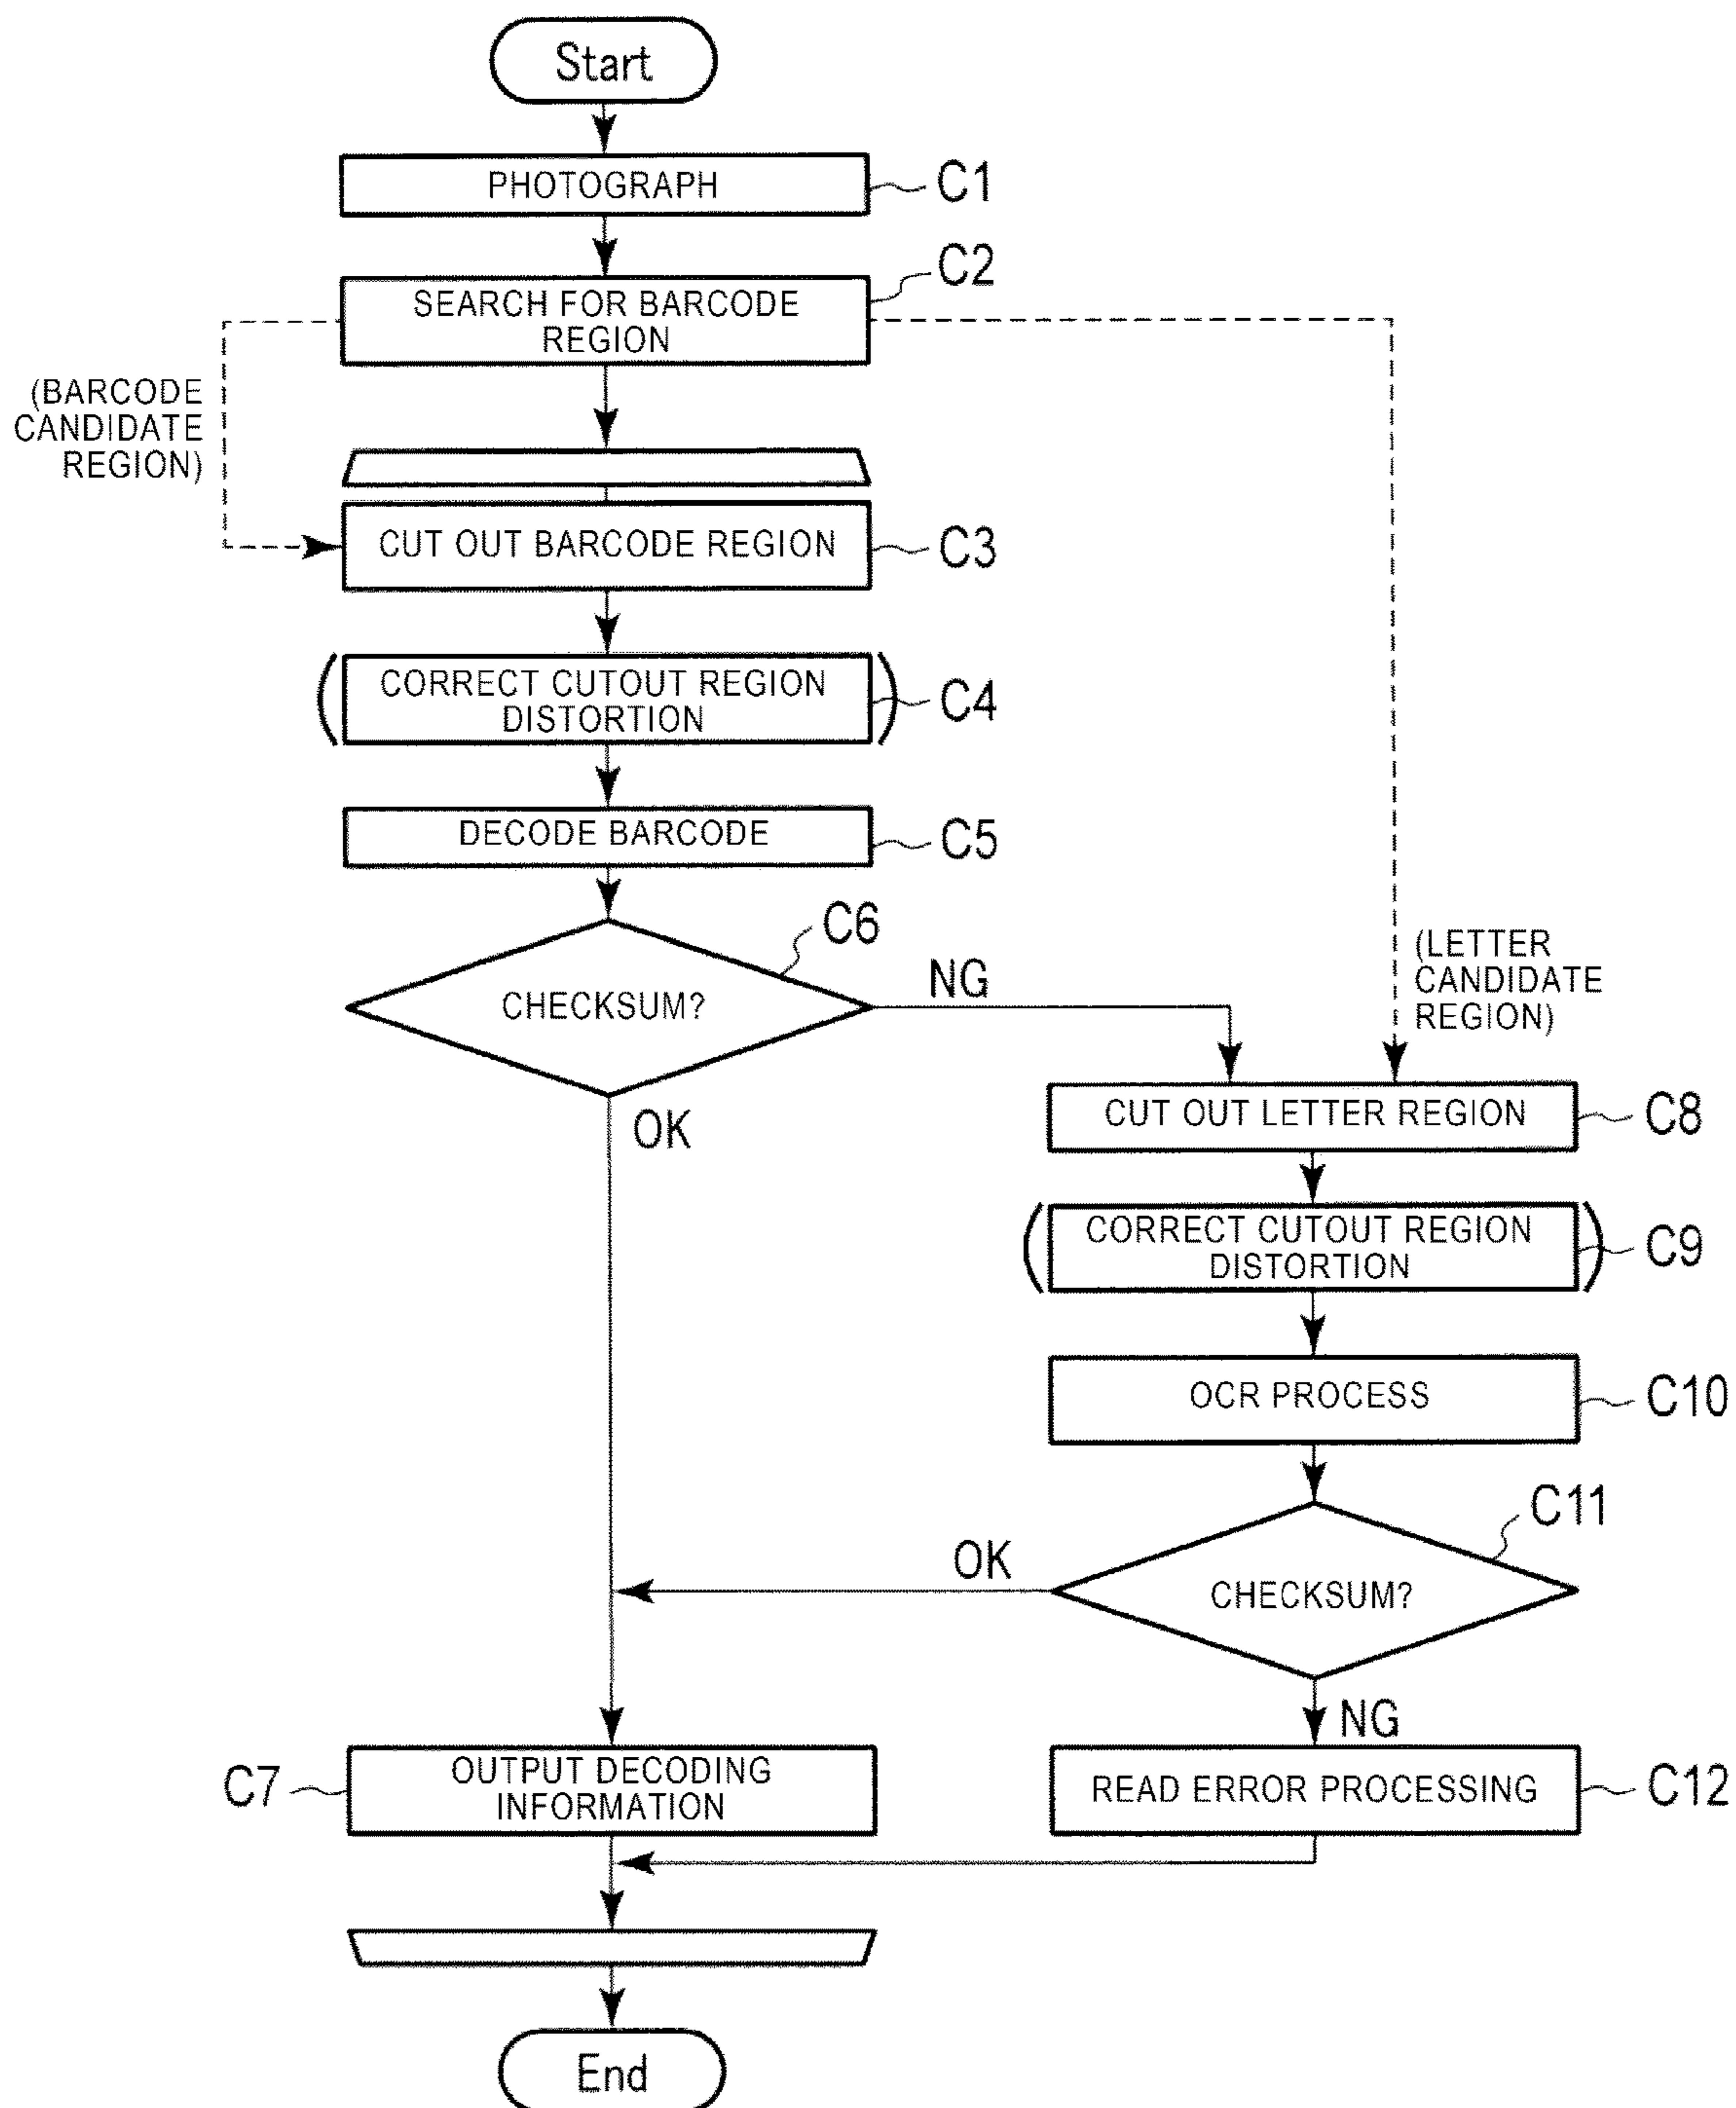 Start
PHOTOGRAPH
C1
SEARCH FOR BARCODE
REGION
C2
(BARCODE
CANDIDATE
REGION)
CUT OUT BARCODE REGION
C3
CORRECT CUTOUT REGION
DISTORTION
C4
DECODE BARCODE
C5
CHECKSUM?
C6
NG
OK
(LETTER
CANDIDATE
REGION)
CUT OUT LETTER REGION
C8
CORRECT CUTOUT REGION
DISTORTION
C9
OCR PROCESS
C10
CHECKSUM?
C11
OK
NG
C7
OUTPUT DECODING
INFORMATION
READ ERROR PROCESSING
C12
End